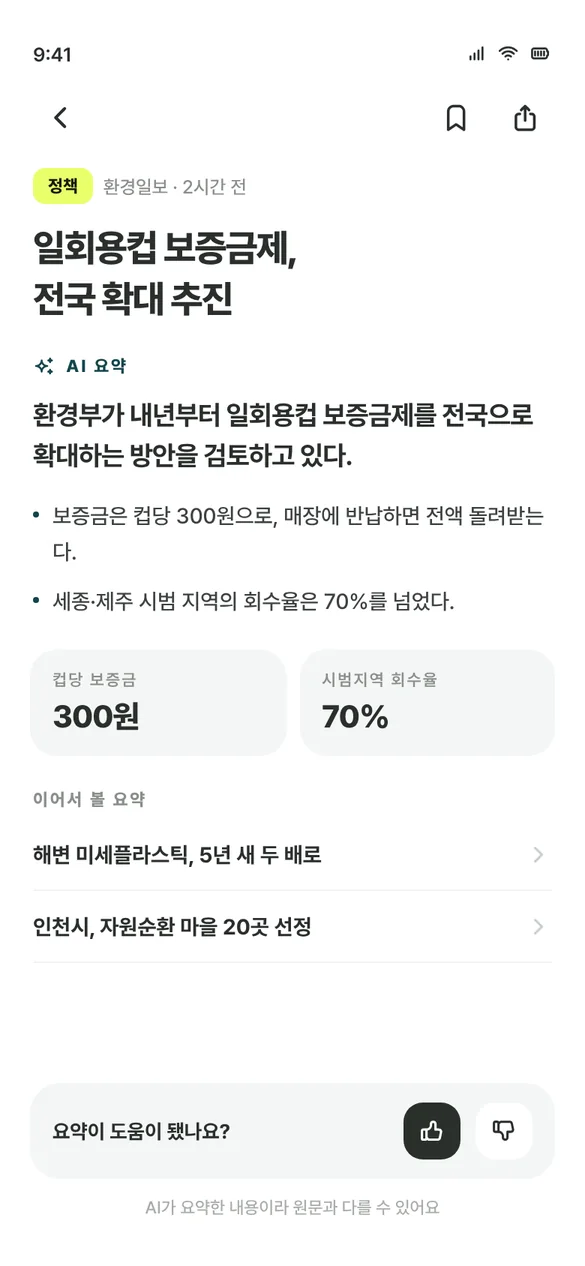 9:41
정책 환경일보 · 2시간 전
일회용컵 보증금제,
전국 확대 추진
AI 요약
환경부가 내년부터 일회용컵 보증금제를 전국으로
확대하는 방안을 검토하고 있다.
• 보증금은 컵당 300원으로, 매장에 반납하면 전액 돌려받는
다.
• 세종·제주 시범 지역의 회수율은 70%를 넘었다.
컵당 보증금
300원
시범지역 회수율
70%
이어서 볼 요약
해변 미세플라스틱, 5년 새 두 배로
인천시, 자원순환 마을 20곳 선정
요약이 도움이 됐나요?
AI가 요약한 내용이라 원문과 다를 수 있어요